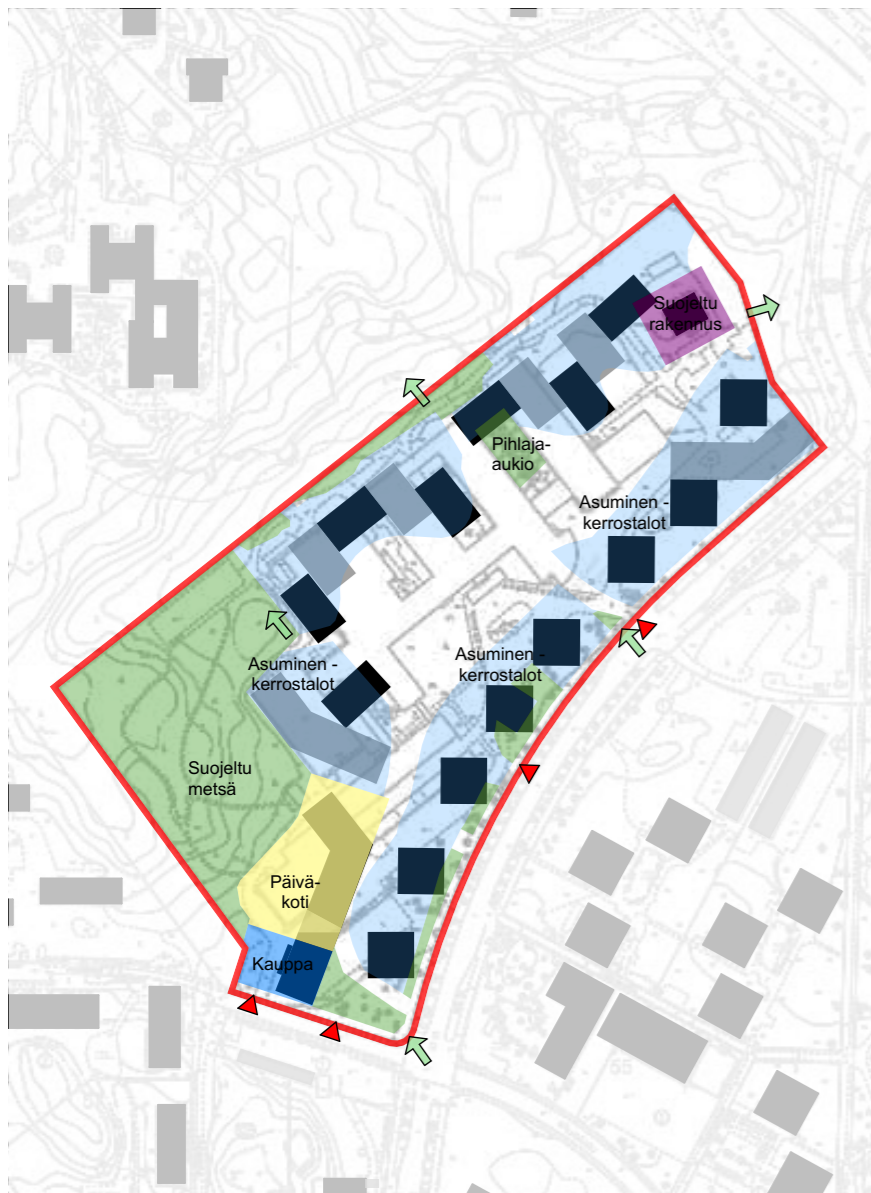 Suojeltu
rakennus
Pihlaja-
aukio
Asuminen -
kerrostalot
Asuminen -
kerrostalot
Asuminen -
kerrostalot
Suojeltu
metsä
Päivä-
koti
Kauppa